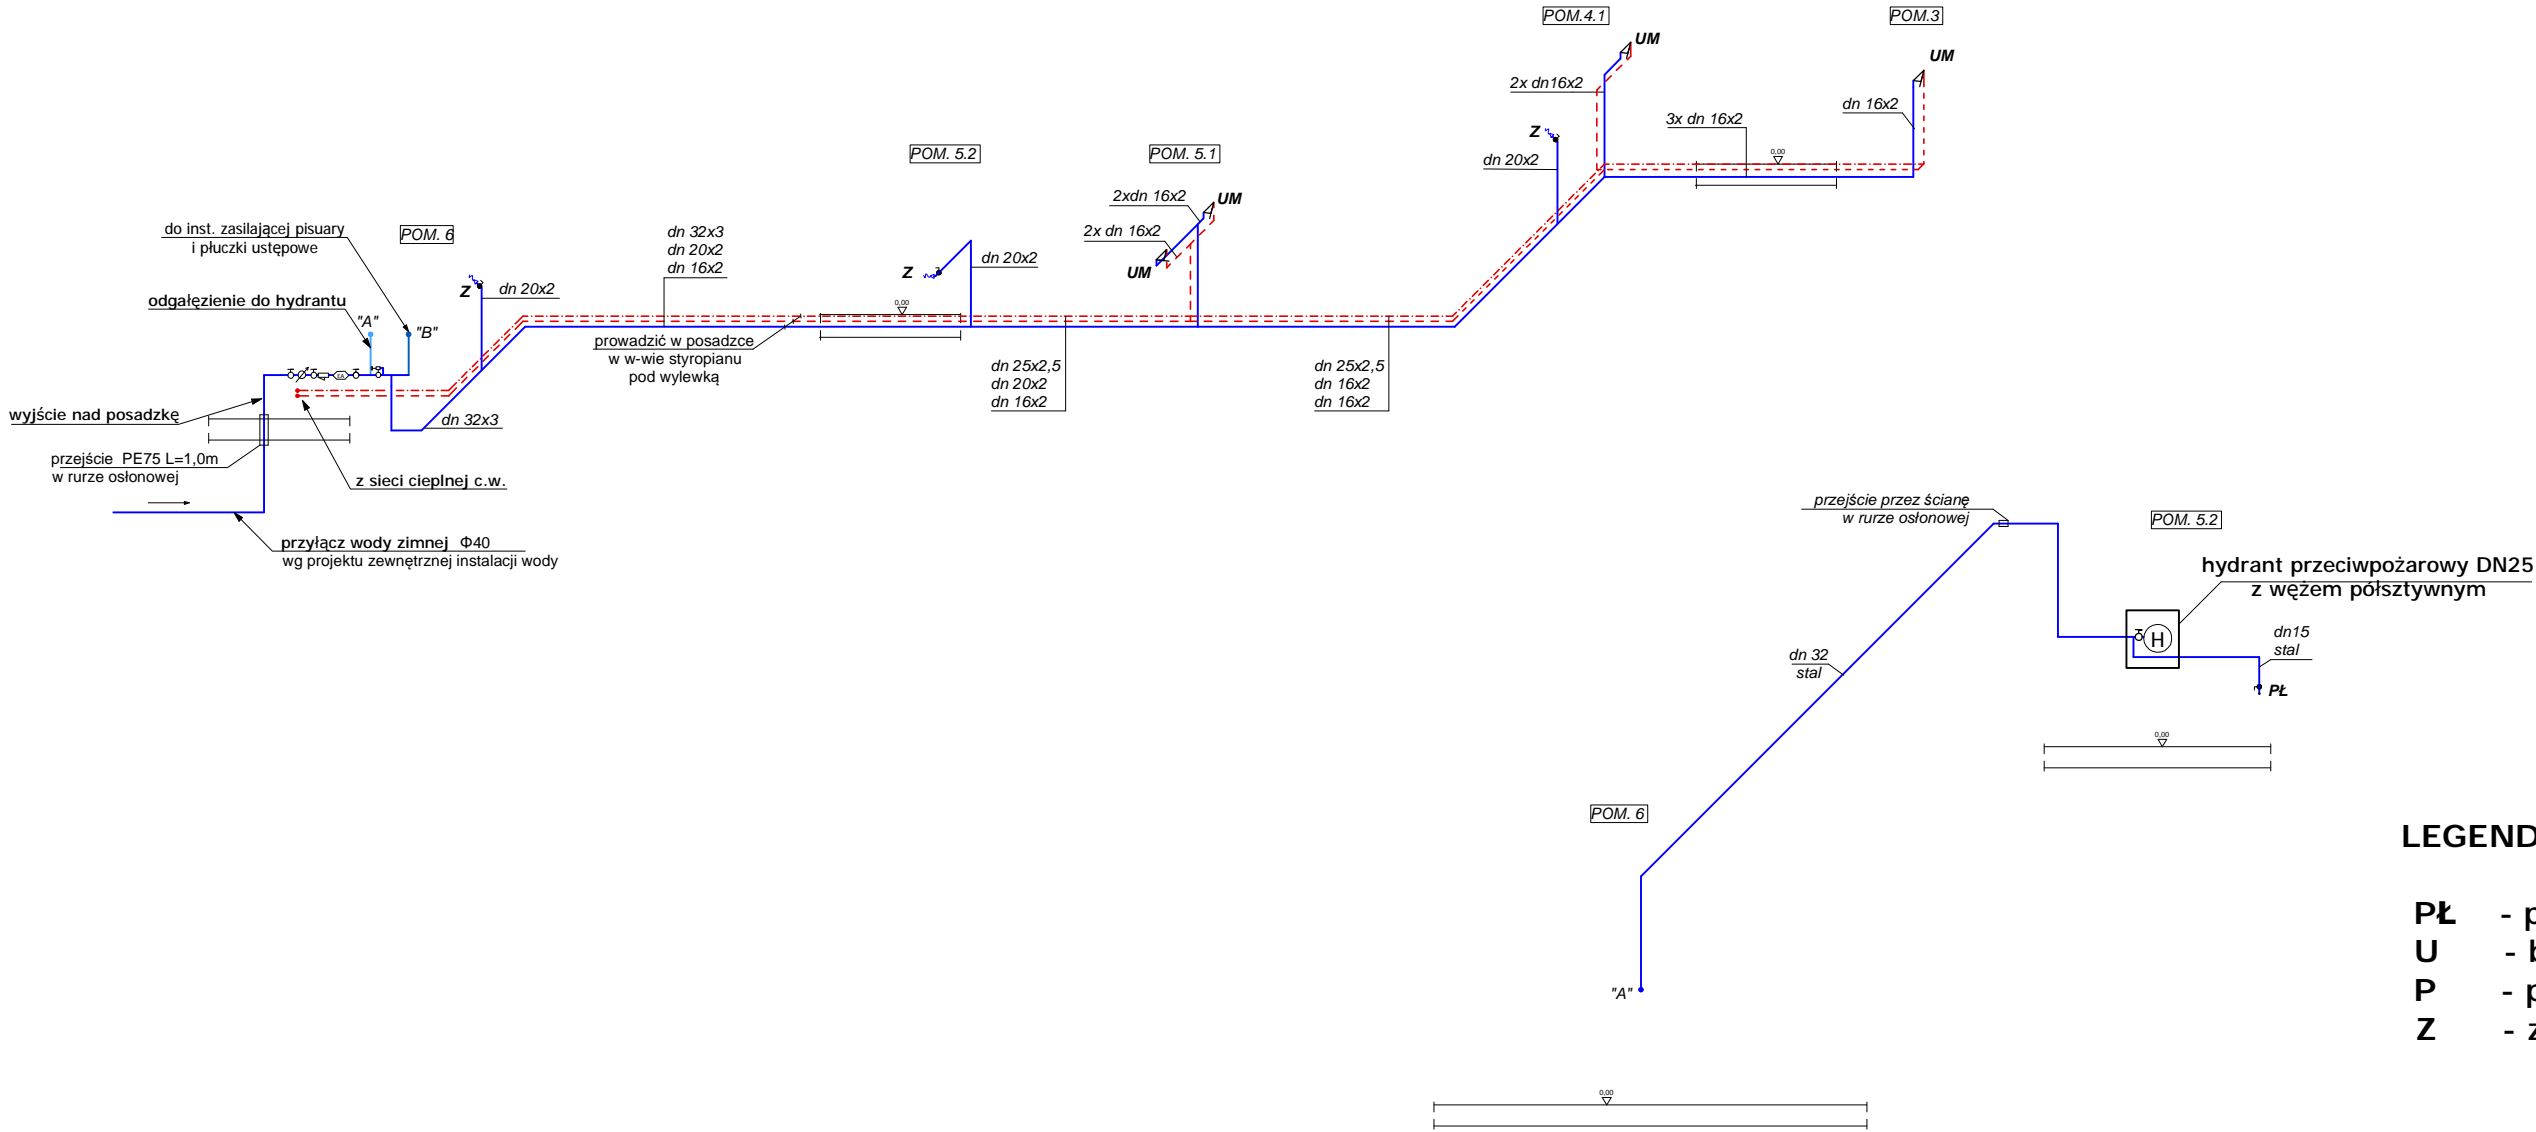 POM.4.1
POM.3
UM
UM
2x dn16x2
dn 16x2
3x dn 16x2
Z
0,00
dn 20x2
POM. 5.2
POM. 5.1
2xdn 16x2
UM
2x dn 16x2
UM
do inst. zasilającej pisuary
i płuczki ustępowe
POM. 6
dn 32x3
dn 20x2
dn 16x2
Z
dn 20x2
Z
dn 20x2
odgałęzienie do hydrantu
"A"
"B"
0,00
prowadzić w posadzce
w w-wie styropianu
pod wylewką
dn 25x2,5
dn 20x2
dn 16x2
dn 25x2,5
dn 16x2
dn 16x2
EA
wyjście nad posadzkę
dn 32x3
przejście PE75 L=1,0m
w rurze osłonowej
z sieci cieplnej c.w.
przyłącz wody zimnej Φ40
wg projektu zewnętrznej instalacji wody
przejście przez ścianę
w rurze osłonowej
POM. 5.2
hydrant przeciwpożarowy DN25
z wężem półsztywnym
H
dn15
stal
dn 32
stal
PŁ
0,00
POM. 6
"A"
0,00
LEGEND
PŁ - p
U - b
P - p
Z - z